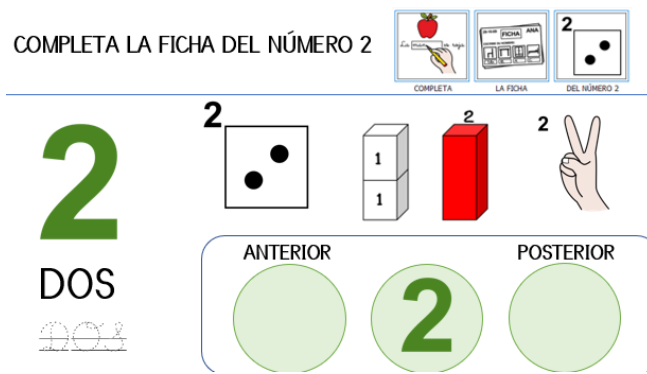 COMPLETA LA FICHA DEL NÚMERO 2
COMPLETA
FICHA ANA
LA FICHA
2
DEL NÚMERO 2
2
DOS
DOS
2
1
1
2
2
ANTERIOR
2
POSTERIOR